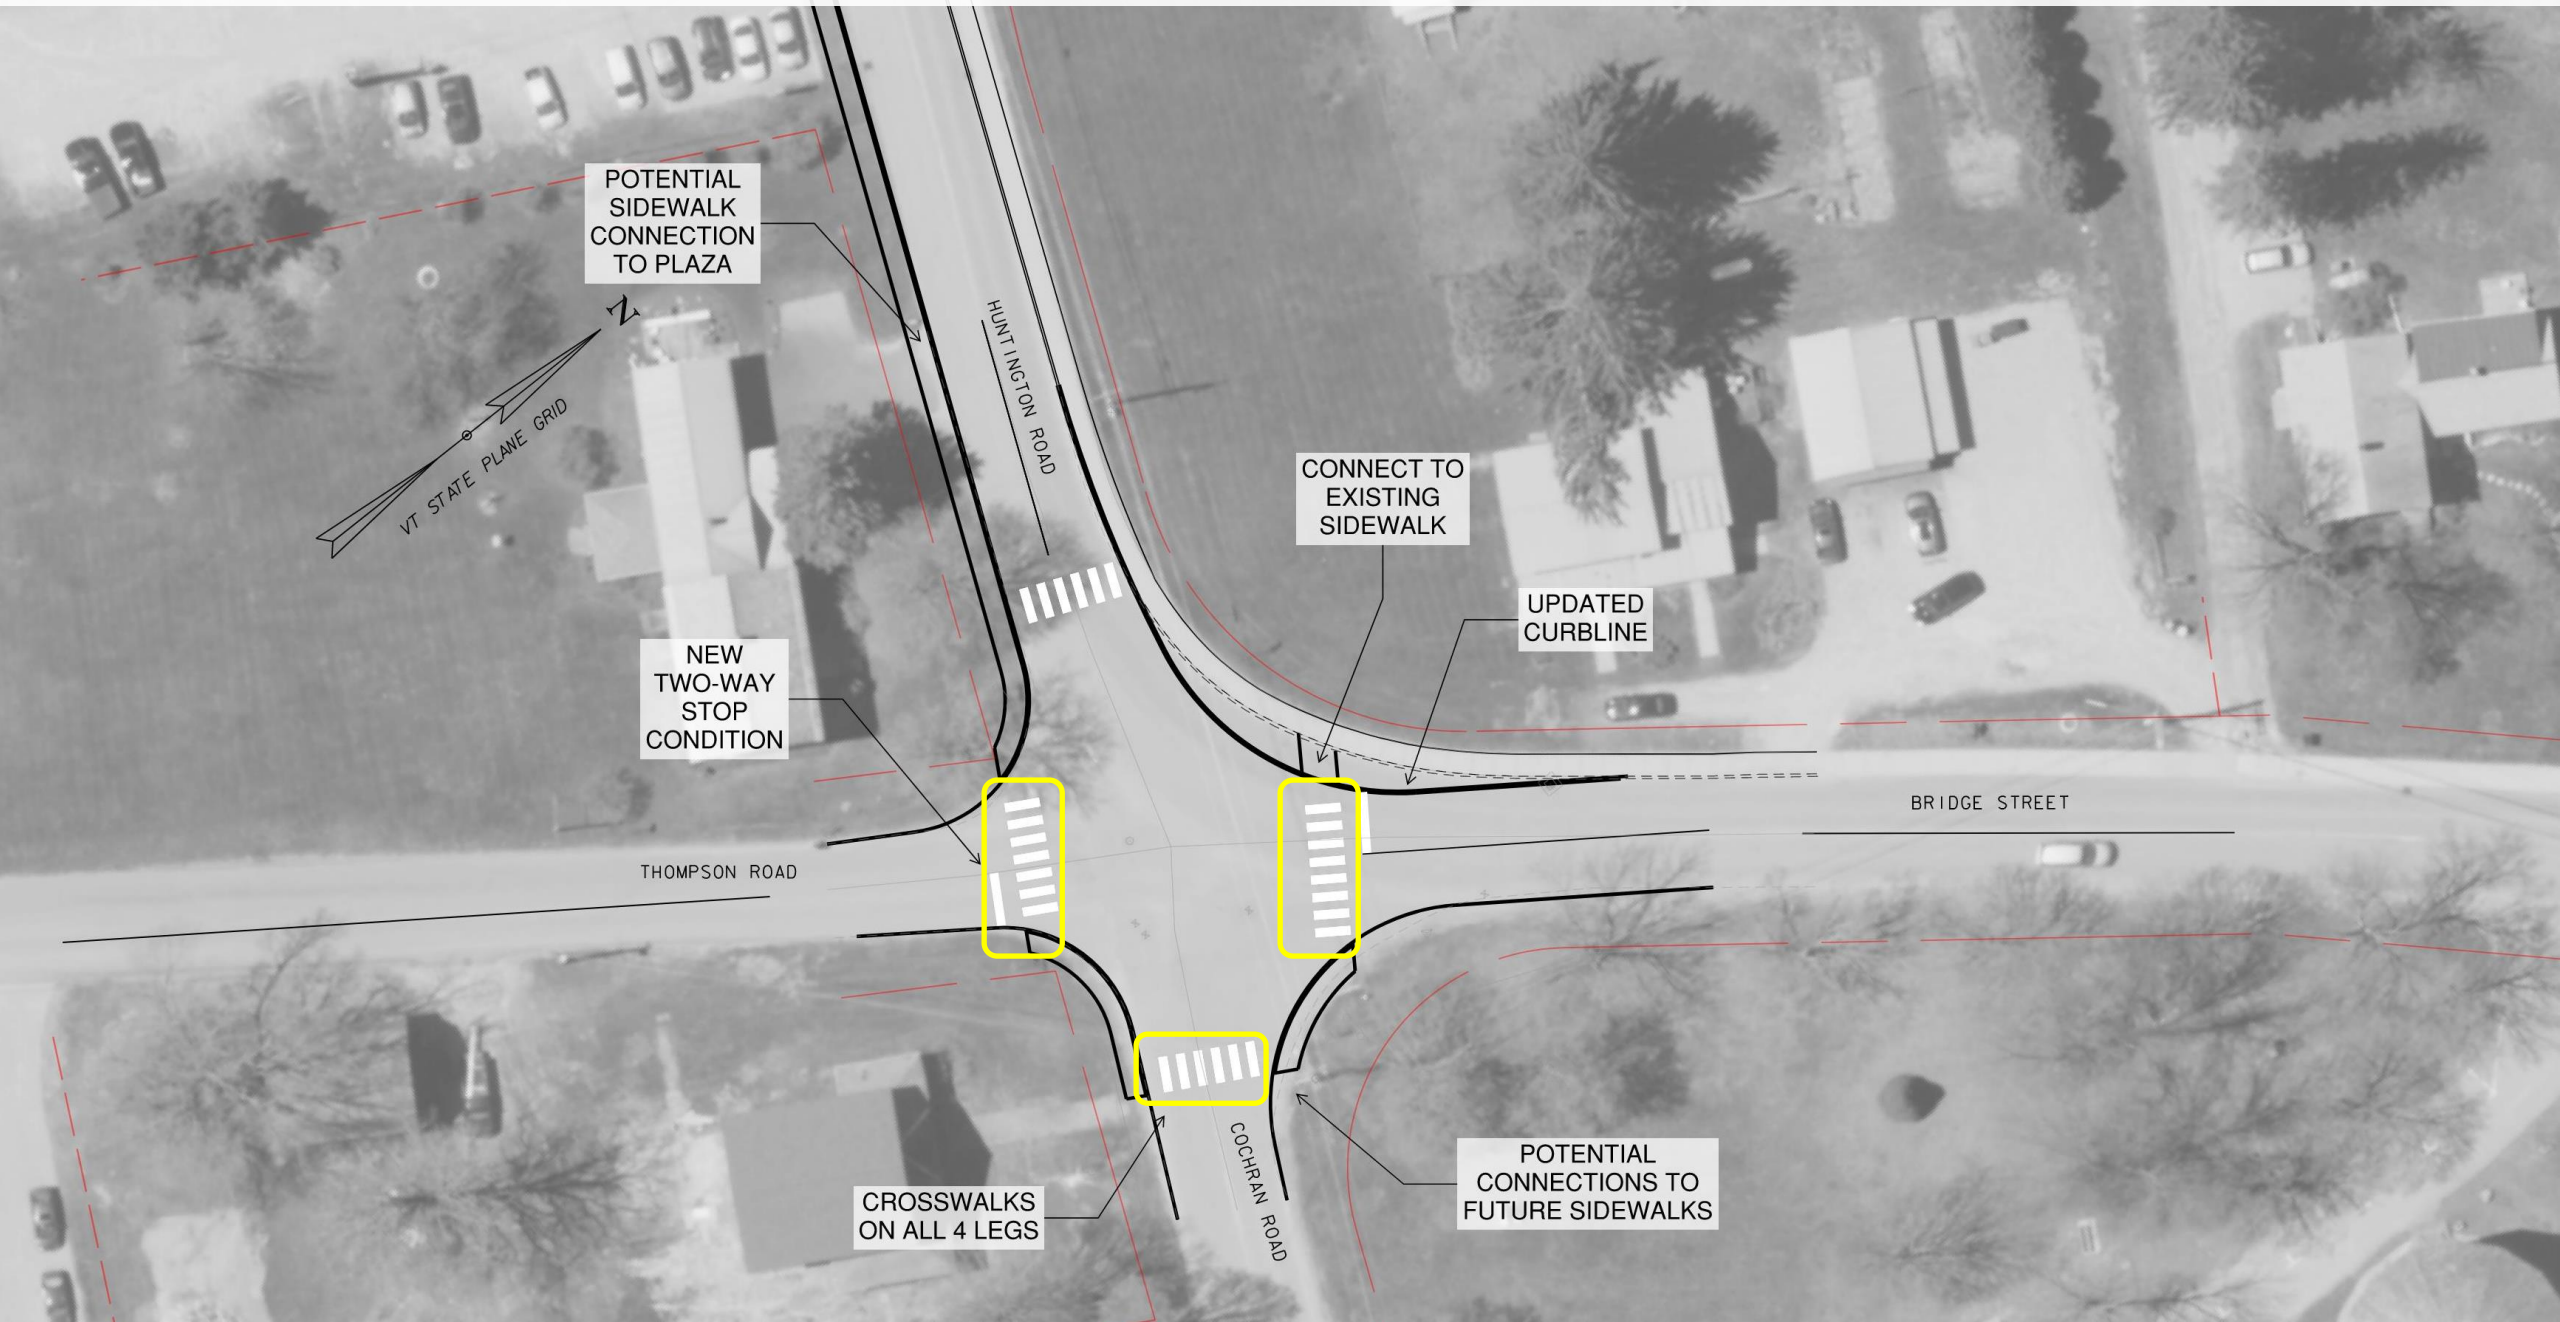 POTENTIAL
SIDEWALK
CONNECTION
TO PLAZA
N
VT STATE PLANE GRID
HUNTINGTON ROAD
CONNECT TO
EXISTING
SIDEWALK
UPDATED
CURBLINE
NEW
TWO-WAY
STOP
CONDITION
BRIDGE STREET
THOMPSON ROAD
COCHRAN ROAD
POTENTIAL
CONNECTIONS TO
FUTURE SIDEWALKS
CROSSWALKS
ON ALL 4 LEGS